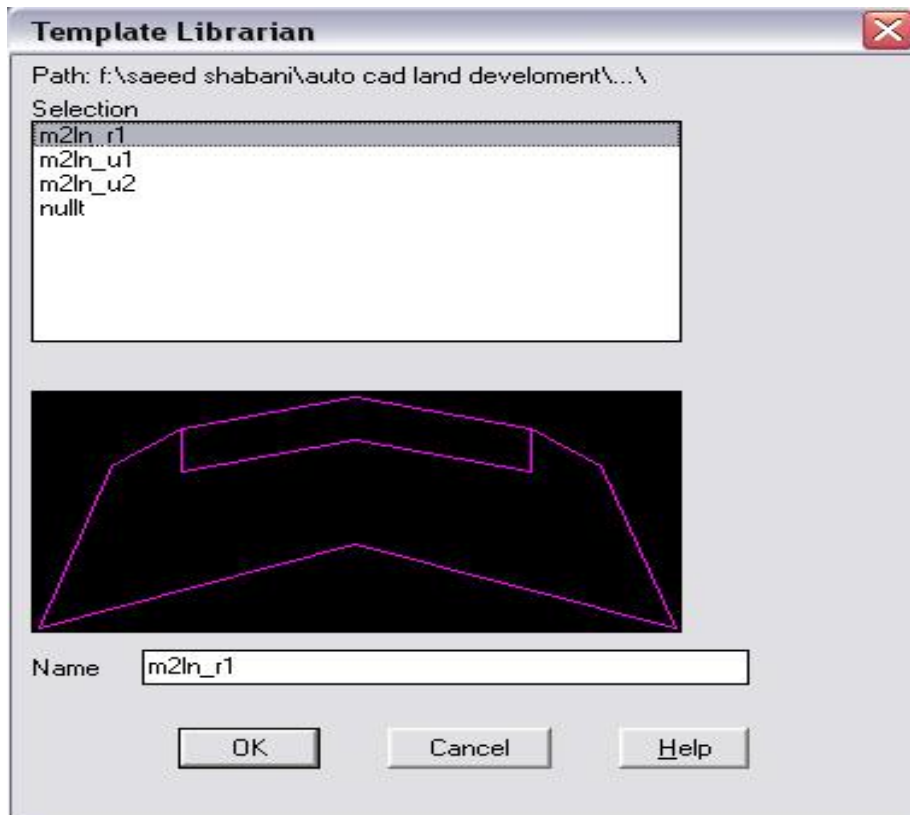 Template Librarian
Path: f:\saeed shabani\auto cad land develoment\...\
Selection
m2ln_r1
m2ln_u1
m2ln_u2
nullt
Name m2ln_r1
OK Cancel Help